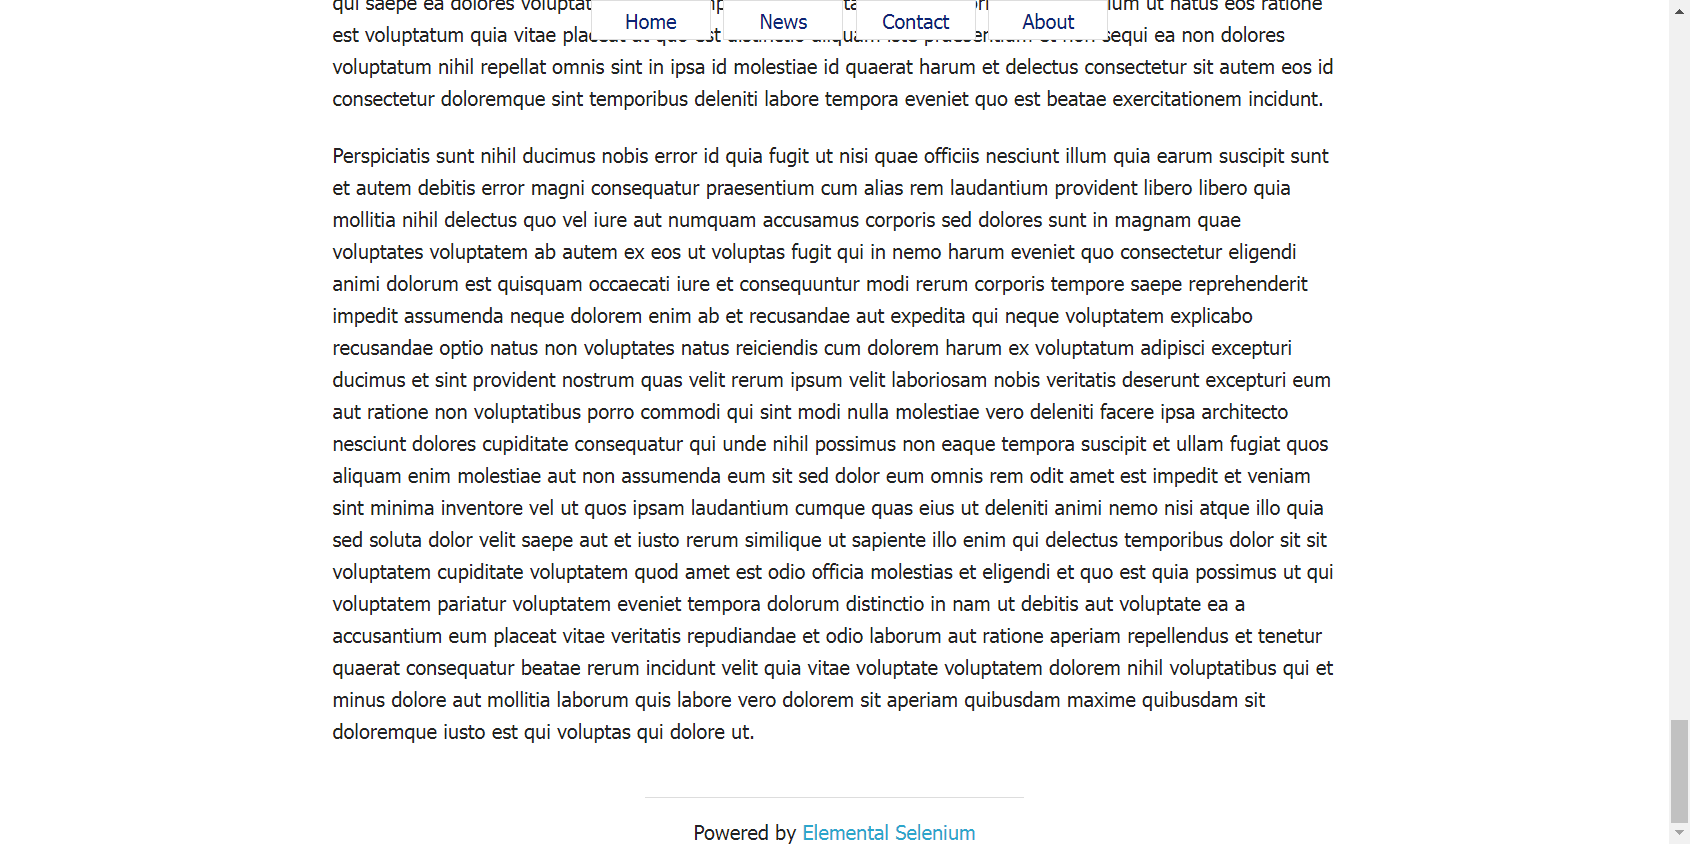 Home News Contact About
qui saepe ea dolores ut natus eos ratione
est voluptatum quia vitae sequi ea non dolores
voluptatum nihil repellat omnis sint in ipsa id molestiae id quaerat harum et delectus consectetur sit autem eos id
consectetur doloremque sint temporibus deleniti labore tempora eveniet quo est beatae exercitationem incidunt.
Perspiciatis sunt nihil ducimus nobis error id quia fugit ut nisi quae officiis nesciunt illum quia earum suscipit sunt
et autem debitis error magni consequatur praesentium cum alias rem laudantium provident libero libero quia
mollitia nihil delectus quo vel iure aut numquam accusamus corporis sed dolores sunt in magnam quae
voluptates voluptatem ab autem ex eos ut voluptas fugit qui in nemo harum eveniet quo consectetur eligendi
animi dolorum est quisquam occaecati iure et consequuntur modi rerum corporis tempore saepe reprehenderit
impedit assumenda neque dolorem enim ab et recusandae aut expedita qui neque voluptatem explicabo
recusandae optio natus non voluptates natus reiciendis cum dolorem harum ex voluptatum adipisci excepturi
ducimus et sint provident nostrum quas velit rerum ipsum velit laboriosam nobis veritatis deserunt excepturi eum
aut ratione non voluptatibus porro commodi qui sint modi nulla molestiae vero deleniti facere ipsa architecto
nesciunt dolores cupiditate consequatur qui unde nihil possimus non eaque tempora suscipit et ullam fugiat quos
aliquam enim molestiae aut non assumenda eum sit sed dolor eum omnis rem odit amet est impedit et veniam
sint minima inventore vel ut quos ipsam laudantium cumque quas eius ut deleniti animi nemo nisi atque illo quia
sed soluta dolor velit saepe aut et iusto rerum similique ut sapiente illo enim qui delectus temporibus dolor sit sit
voluptatem cupiditate voluptatem quod amet est odio officia molestias et eligendi et quo est quia possimus ut qui
voluptatem pariatur voluptatem eveniet tempora dolorum distinctio in nam ut debitis aut voluptate ea a
accusantium eum placeat vitae veritatis repudiandae et odio laborum aut ratione aperiam repellendus et tenetur
quaerat consequatur beatae rerum incidunt velit quia vitae voluptate voluptatem dolorem nihil voluptatibus qui et
minus dolore aut mollitia laborum quis labore vero dolorem sit aperiam quibusdam maxime quibusdam sit
doloremque iusto est qui voluptas qui dolore ut.
Powered by Elemental Selenium